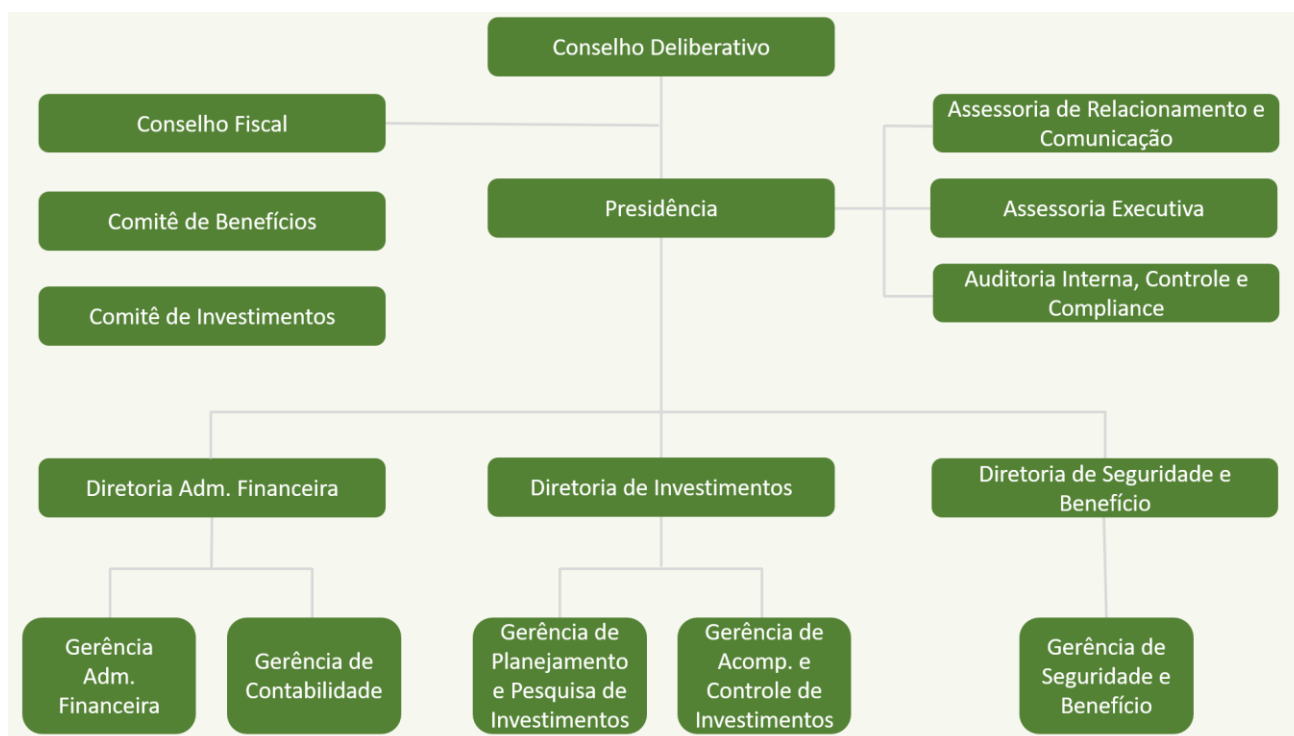 Conselho Deliberativo
Conselho Fiscal
Assessoria de Relacionamento e
Comunicação
Comitê de Benefícios
Presidência
Assessoria Executiva
Comitê de Investimentos
Auditoria Interna, Controle e
Compliance
Diretoria Adm. Financeira
Diretoria de Investimentos
Diretoria de Seguridade e
Benefício
Gerência
Adm.
Financeira
Gerência de
Contabilidade
Gerência de
Planejamento
e Pesquisa de
Investimentos
Gerência de
Acomp. e
Controle de
Investimentos
Gerência de
Seguridade e
Benefício